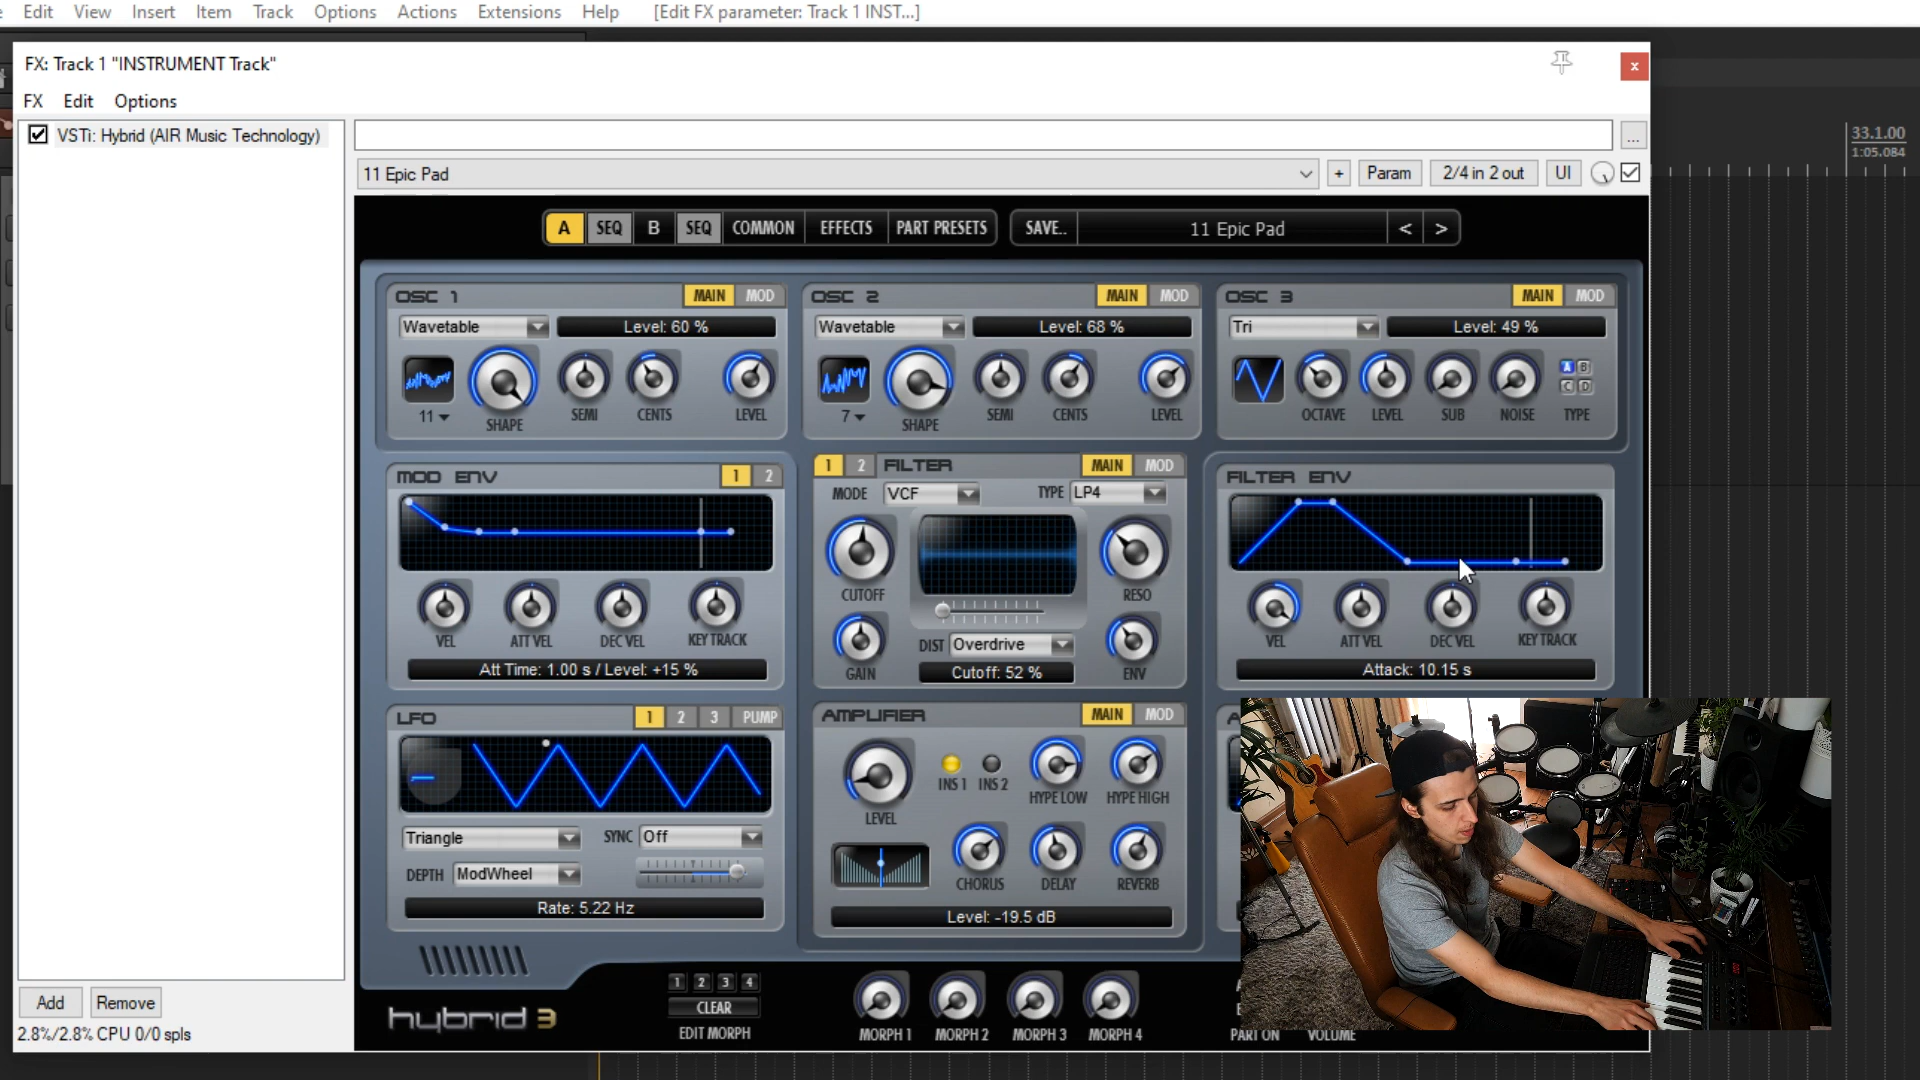 Edit View Insert Item Track Options Actions Extensions Help [Edit FX parameter: Track 1 INST...]
FX: Track 1 "INSTRUMENT Track" x
FX Edit Options
VSTi: Hybrid (AIR Music Technology)
...
33.1.00
1:05.084
11 Epic Pad + Param 2/4 in 2 out UI
A SEQ B SEQ COMMON EFFECTS PART PRESETS SAVE.. 11 Epic Pad < >
OSC 1 MAIN MOD
Wavetable Level: 60 %
11 SHAPE SEMI CENTS LEVEL
OSC 2 MAIN MOD
Wavetable Level: 68 %
7 SHAPE SEMI CENTS LEVEL
OSC 3 MAIN MOD
Tri Level: 49 %
A B C D
OCTAVE LEVEL SUB NOISE TYPE
MOD ENV 1 2
VEL ATT VEL DEC VEL KEY TRACK
Att Time: 1.00 s / Level: +15 %
1 2 FILTER MAIN MOD
MODE VCF TYPE LP4
CUTOFF RESO
DIST Overdrive
GAIN Cutoff: 52 % ENV
FILTER ENV
VEL ATT VEL DEC VEL KEY TRACK
Attack: 10.15 s
LFO 1 2 3 PUMP
Triangle SYNC Off
DEPTH ModWheel
Rate: 5.22 Hz
AMPLIFIER MAIN MOD
INS 1 INS 2 HYPE LOW HYPE HIGH
LEVEL
CHORUS DELAY REVERB
Level: -19.5 dB
hybrid 3
1 2 3 4
CLEAR
EDIT MORPH
MORPH 1 MORPH 2 MORPH 3 MORPH 4
PART ON VOLUME
Add Remove
2.8%/2.8% CPU 0/0 spls